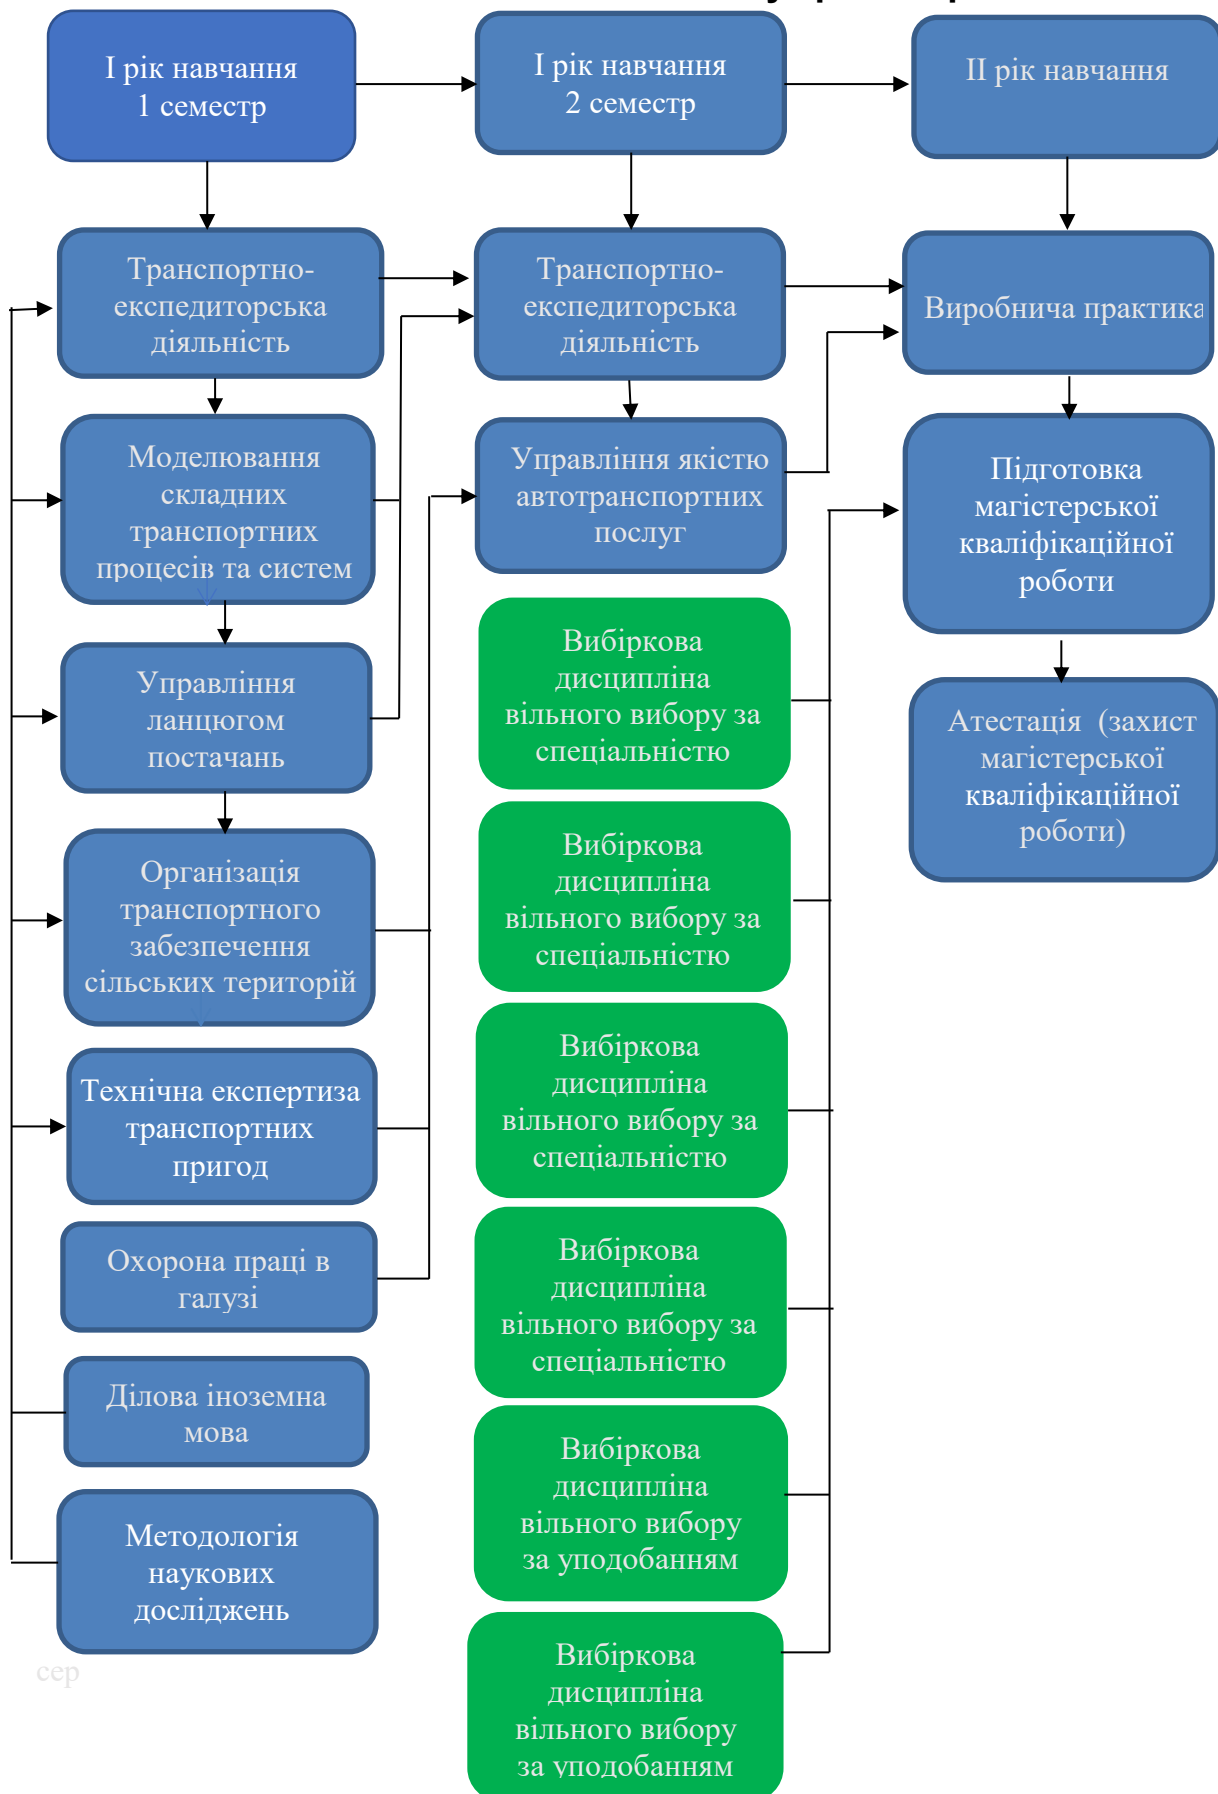 І рік навчання
1 семестр
І рік навчання
2 семестр
ІІ рік навчання
Транспортно-
експедиторська
діяльність
Моделювання
складних
транспортних
процесів та систем
Управління
ланцюгом
постачань
Організація
транспортного
забезпечення
сільських територій
Технічна експертиза
транспортних
пригод
Охорона праці в
галузі
Ділова іноземна
мова
Методологія
наукових
досліджень
сер
Транспортно-
експедиторська
діяльність
Управління якістю
автотранспортних
послуг
Вибіркова
дисципліна
вільного вибору за
спеціальністю
Вибіркова
дисципліна
вільного вибору за
спеціальністю
Вибіркова
дисципліна
вільного вибору за
спеціальністю
Вибіркова
дисципліна
вільного вибору за
спеціальністю
Вибіркова
дисципліна
вільного вибору
за уподобанням
Вибіркова
дисципліна
вільного вибору
за уподобанням
Виробнича практика
Підготовка
магістерської
кваліфікаційної
роботи
Атестація (захист
магістерської
кваліфікаційної
роботи)